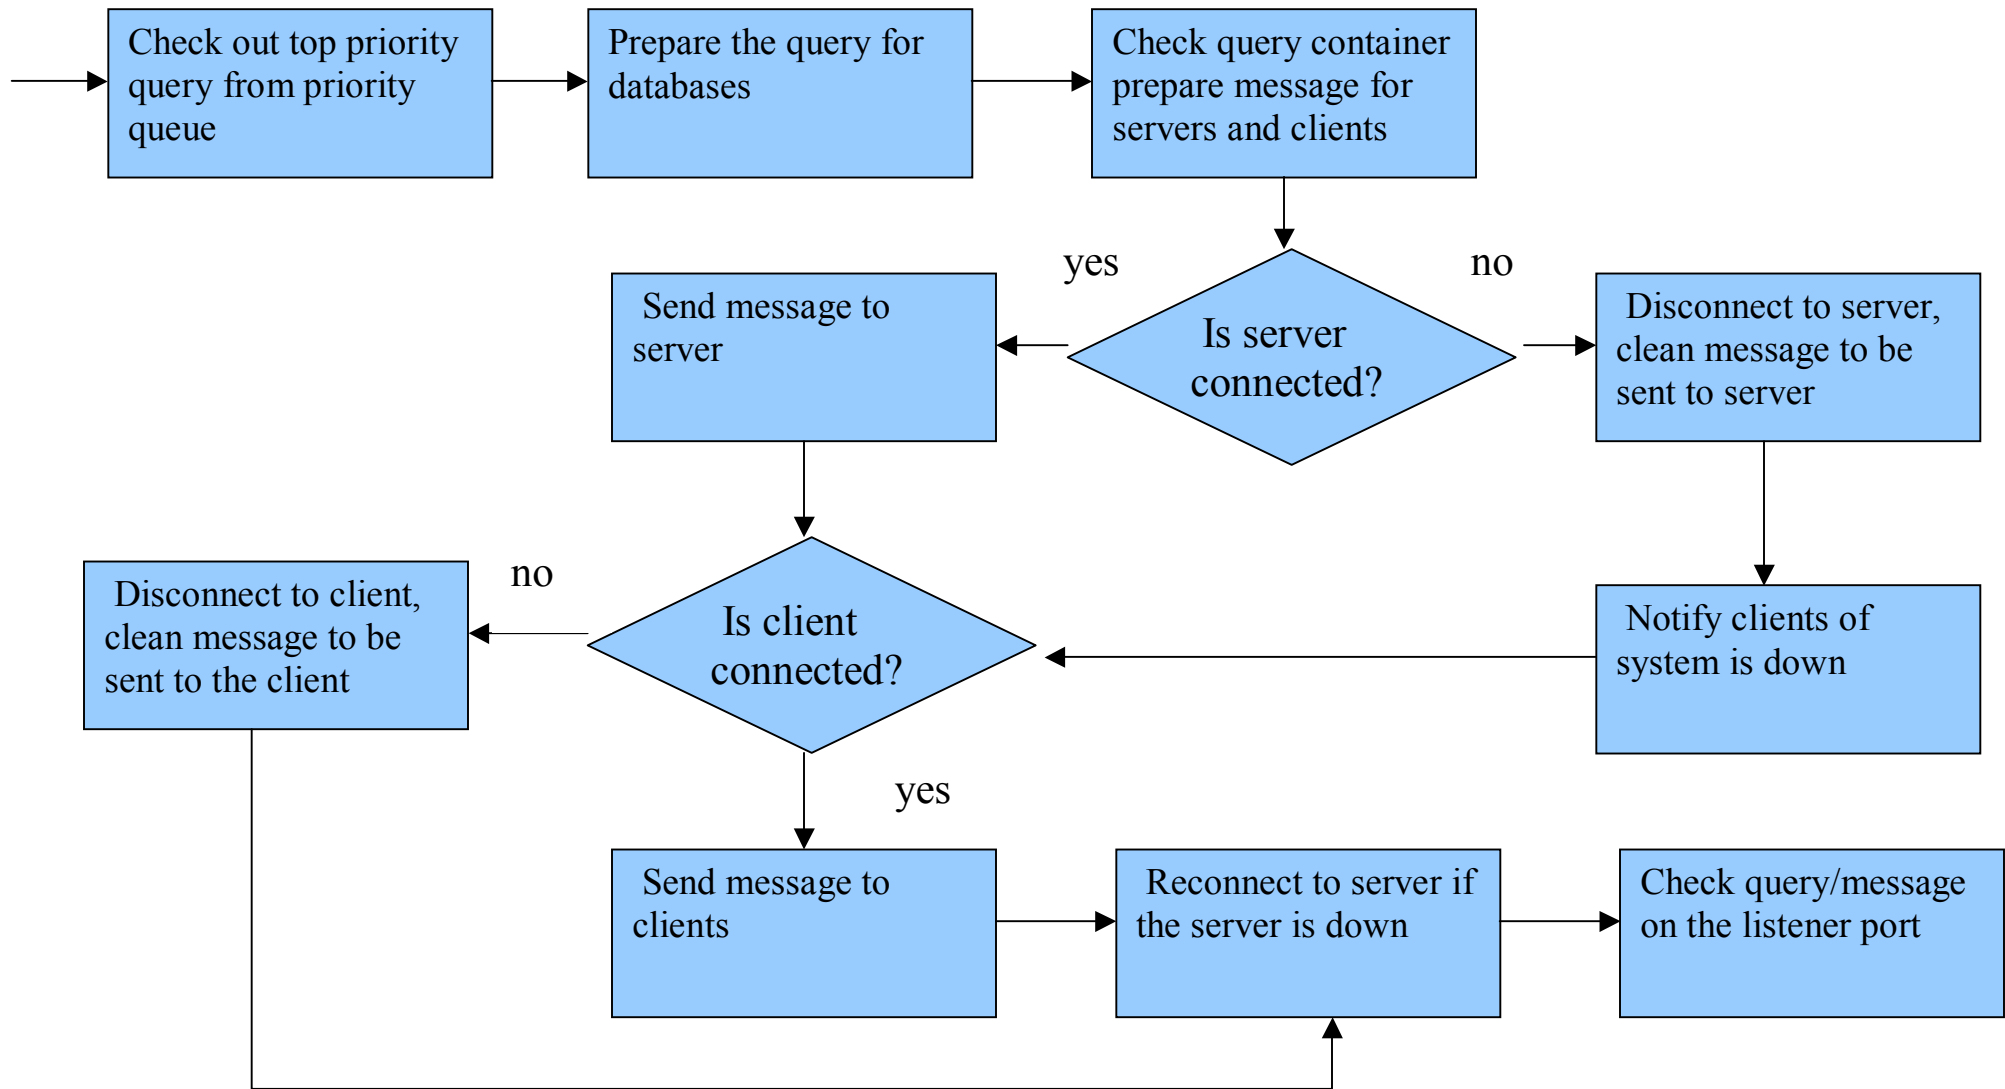 Check out top priority
query from priority
queue
Prepare the query for
databases
Check query container
prepare message for
servers and clients
yes
no
Send message to
server
Is server
connected?
Disconnect to server,
clean message to be
sent to server
no
Disconnect to client,
clean message to be
sent to the client
Is client
connected?
Notify clients of
system is down
yes
Send message to
clients
Reconnect to server if
the server is down
Check query/message
on the listener port